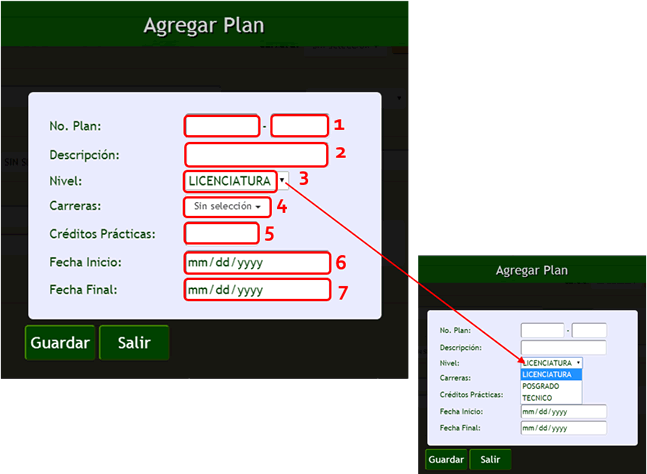 Agregar Plan
No. Plan: - 1
Descripción: 2
Nivel: LICENCIATURA 3
Carreras: Sin selección 4
Créditos Prácticas: 5
Fecha Inicio: mm/dd/yyyy 6
Fecha Final: mm/dd/yyyy 7
Guardar Salir
Agregar Plan
No. Plan: -
Descripción:
Nivel: LICENCIATURA
LICENCIATURA
Carreras:
POSGRADO
Créditos Prácticas:
TECNICO
Fecha Inicio: mm/dd/yyyy
Fecha Final: mm/dd/yyyy
Guardar Salir